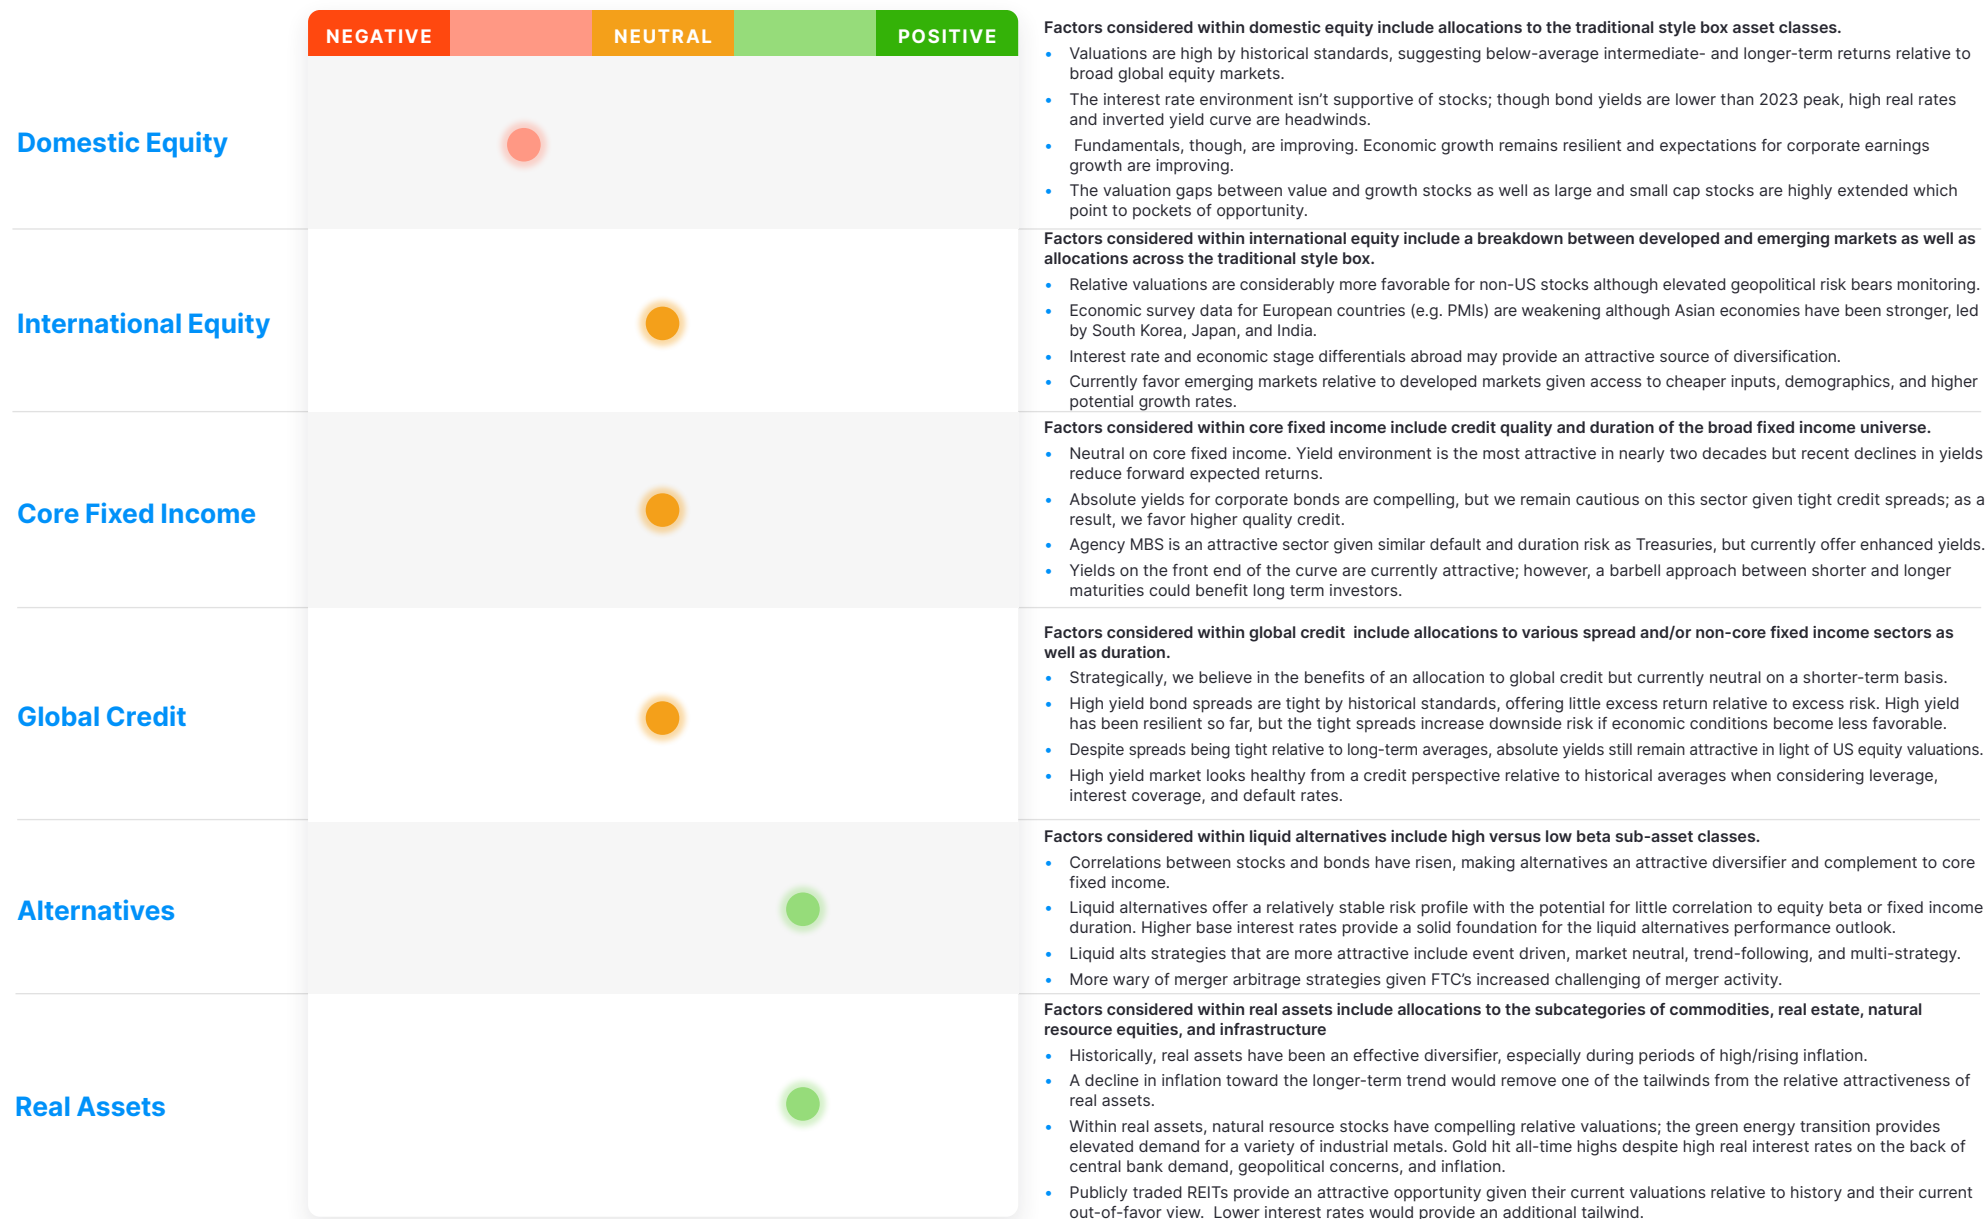 NEGATIVE NEUTRAL POSITIVE
Domestic Equity
Factors considered within domestic equity include allocations to the traditional style box asset classes.
• Valuations are high by historical standards, suggesting below-average intermediate- and longer-term returns relative to
broad global equity markets.
• The interest rate environment isn’t supportive of stocks; though bond yields are lower than 2023 peak, high real rates
and inverted yield curve are headwinds.
• Fundamentals, though, are improving. Economic growth remains resilient and expectations for corporate earnings
growth are improving.
• The valuation gaps between value and growth stocks as well as large and small cap stocks are highly extended which
point to pockets of opportunity.
International Equity
Factors considered within international equity include a breakdown between developed and emerging markets as well as
allocations across the traditional style box.
• Relative valuations are considerably more favorable for non-US stocks although elevated geopolitical risk bears monitoring.
• Economic survey data for European countries (e.g. PMIs) are weakening although Asian economies have been stronger, led
by South Korea, Japan, and India.
• Interest rate and economic stage differentials abroad may provide an attractive source of diversification.
• Currently favor emerging markets relative to developed markets given access to cheaper inputs, demographics, and higher
potential growth rates.
Core Fixed Income
Factors considered within core fixed income include credit quality and duration of the broad fixed income universe.
• Neutral on core fixed income. Yield environment is the most attractive in nearly two decades but recent declines in yields
reduce forward expected returns.
• Absolute yields for corporate bonds are compelling, but we remain cautious on this sector given tight credit spreads; as a
result, we favor higher quality credit.
• Agency MBS is an attractive sector given similar default and duration risk as Treasuries, but currently offer enhanced yields.
• Yields on the front end of the curve are currently attractive; however, a barbell approach between shorter and longer
maturities could benefit long term investors.
Global Credit
Factors considered within global credit include allocations to various spread and/or non-core fixed income sectors as
well as duration.
• Strategically, we believe in the benefits of an allocation to global credit but currently neutral on a shorter-term basis.
• High yield bond spreads are tight by historical standards, offering little excess return relative to excess risk. High yield
has been resilient so far, but the tight spreads increase downside risk if economic conditions become less favorable.
• Despite spreads being tight relative to long-term averages, absolute yields still remain attractive in light of US equity valuations.
• High yield market looks healthy from a credit perspective relative to historical averages when considering leverage,
interest coverage, and default rates.
Alternatives
Factors considered within liquid alternatives include high versus low beta sub-asset classes.
• Correlations between stocks and bonds have risen, making alternatives an attractive diversifier and complement to core
fixed income.
• Liquid alternatives offer a relatively stable risk profile with the potential for little correlation to equity beta or fixed income
duration. Higher base interest rates provide a solid foundation for the liquid alternatives performance outlook.
• Liquid alts strategies that are more attractive include event driven, market neutral, trend-following, and multi-strategy.
• More wary of merger arbitrage strategies given FTC’s increased challenging of merger activity.
Real Assets
Factors considered within real assets include allocations to the subcategories of commodities, real estate, natural
resource equities, and infrastructure
• Historically, real assets have been an effective diversifier, especially during periods of high/rising inflation.
• A decline in inflation toward the longer-term trend would remove one of the tailwinds from the relative attractiveness of
real assets.
• Within real assets, natural resource stocks have compelling relative valuations; the green energy transition provides
elevated demand for a variety of industrial metals. Gold hit all-time highs despite high real interest rates on the back of
central bank demand, geopolitical concerns, and inflation.
• Publicly traded REITs provide an attractive opportunity given their current valuations relative to history and their current
out-of-favor view. Lower interest rates would provide an additional tailwind.